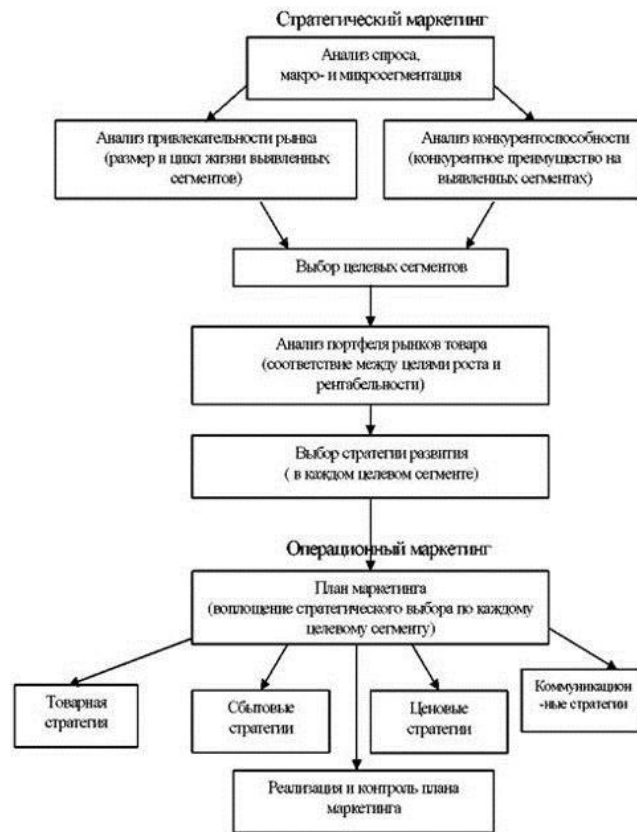 Стратегический маркетинг
Анализ спроса,
макро- и микросегментация
Анализ привлекательности рынка
(размер и цикл жизни выявленных
сегментов)
Анализ конкурентоспособности
(конкурентное преимущество на
выявленных сегментах)
Выбор целевых сегментов
Анализ портфеля рынков товара
(соответствие между целями роста и
рентабельности)
Выбор стратегии развития
( в каждом целевом сегменте)
Операционный маркетинг
План маркетинга
(воплощение стратегического выбора по каждому
целевому сегменту)
Товарная
стратегия
Сбытовые
стратегии
Ценовые
стратегии
Коммуникацион
-ные стратегии
Реализация и контроль плана
маркетинга